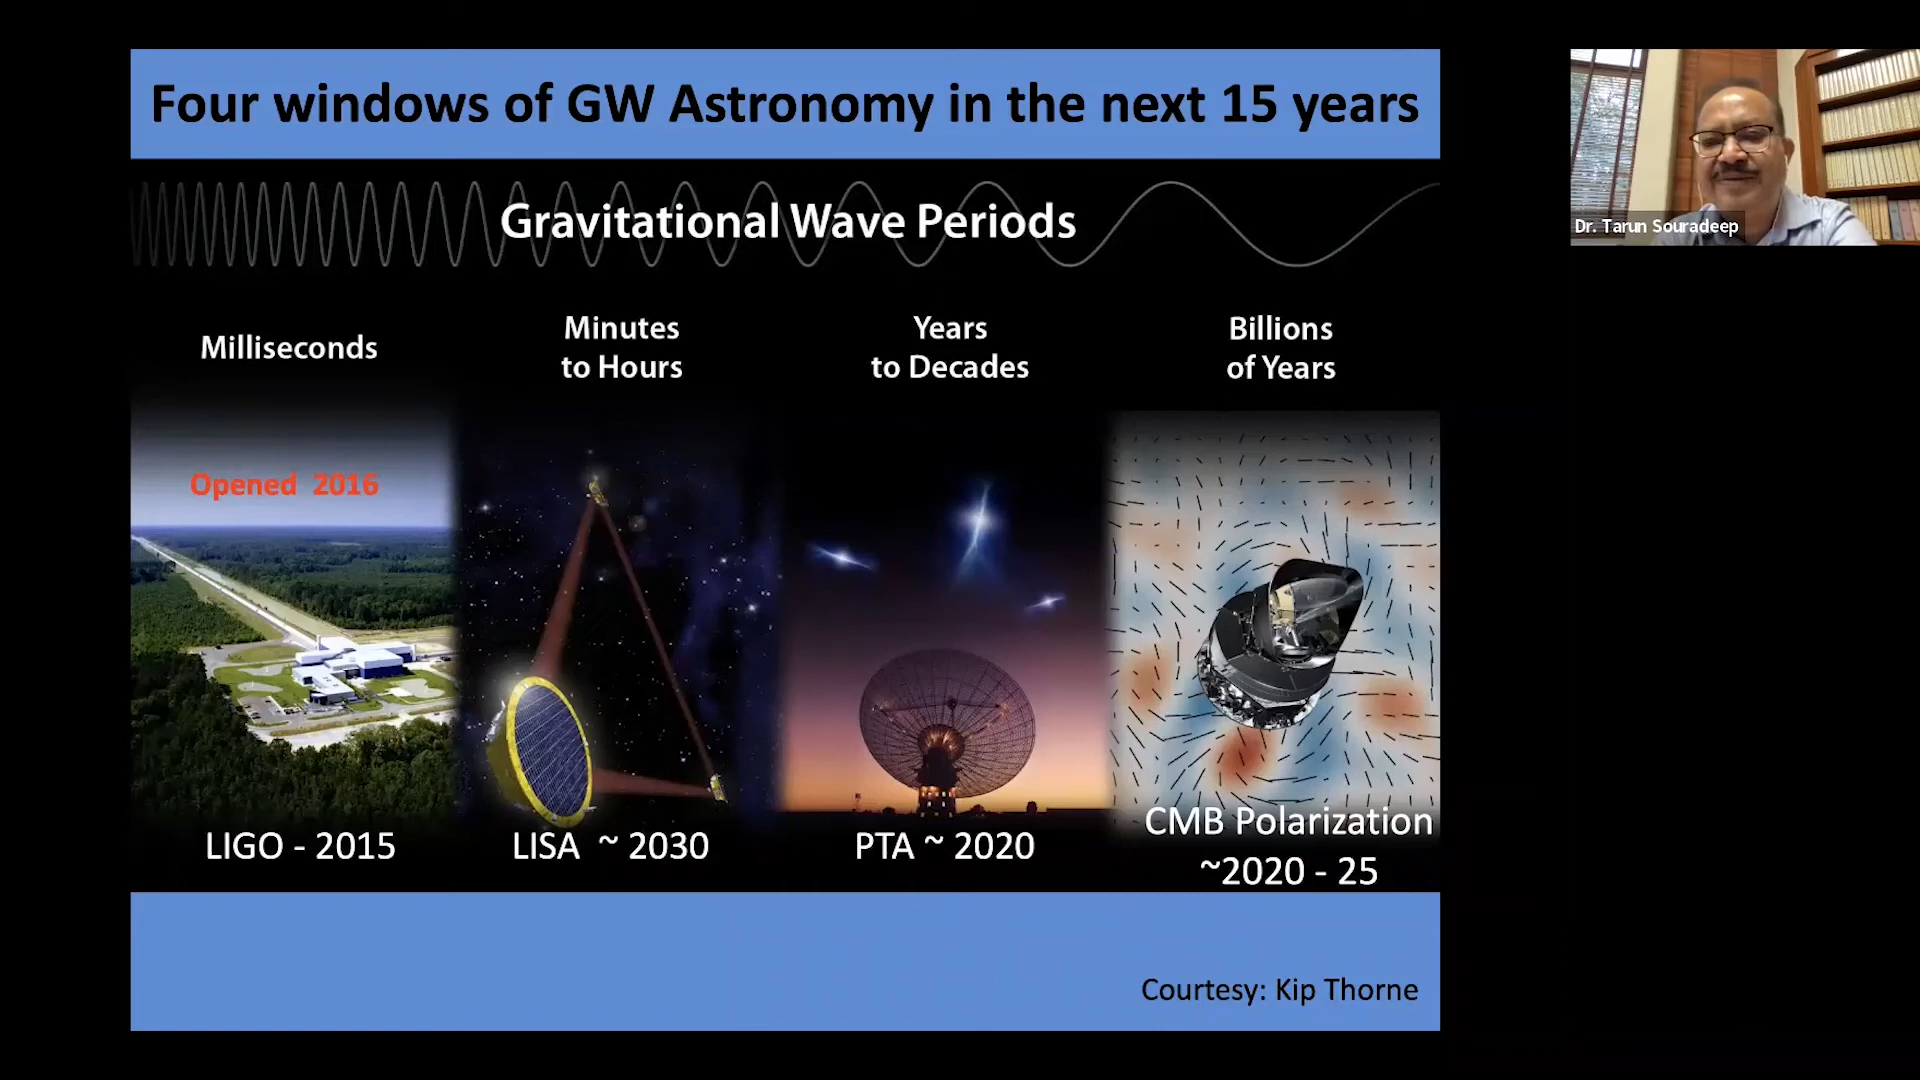 Four windows of GW Astronomy in the next 15 years
Dr. Tarun Souradeep
Gravitational Wave Periods
Milliseconds
Minutes
to Hours
Years
to Decades
Billions
of Years
Opened 2016
LIGO - 2015
LISA ~ 2030
PTA ~ 2020
CMB Polarization
~2020 - 25
Courtesy: Kip Thorne